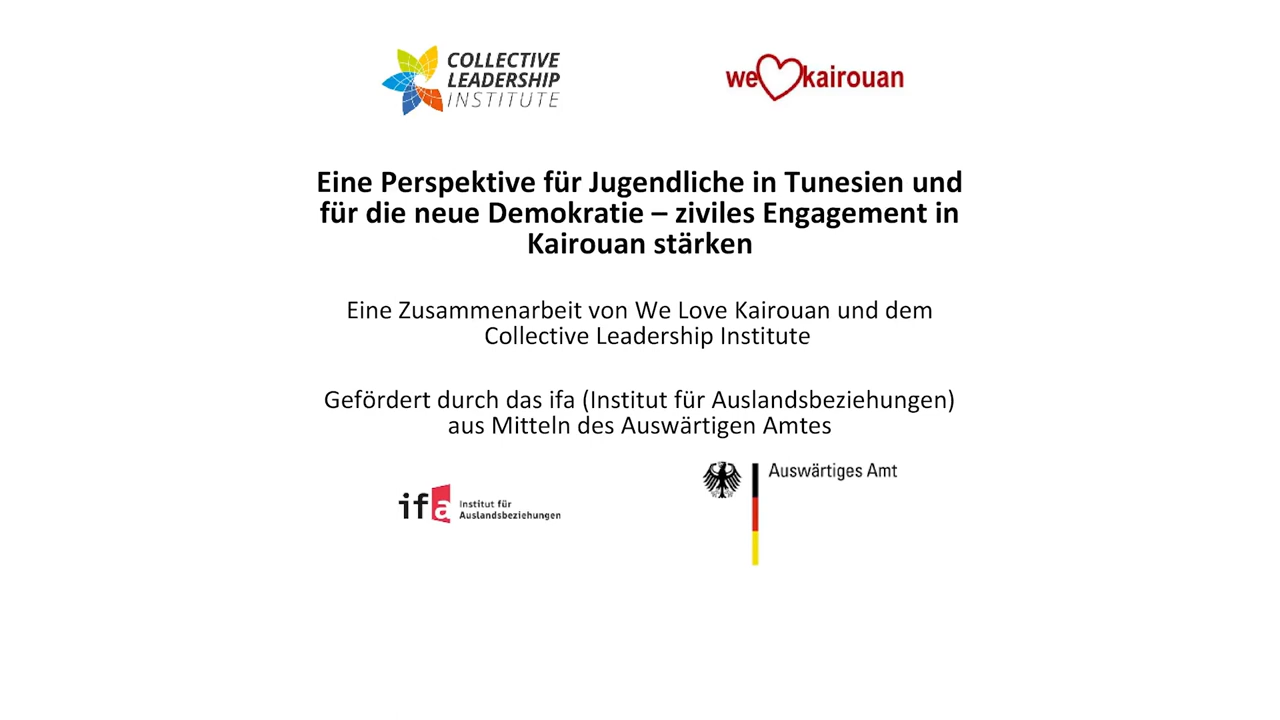 COLLECTIVE
LEADERSHIP
INSTITUTE
we kairouan
Eine Perspektive für Jugendliche in Tunesien und
für die neue Demokratie – ziviles Engagement in
Kairouan stärken
Eine Zusammenarbeit von We Love Kairouan und dem
Collective Leadership Institute
Gefördert durch das ifa (Institut für Auslandsbeziehungen)
aus Mitteln des Auswärtigen Amtes
ifa Institut für
Auslandsbeziehungen
Auswärtiges Amt